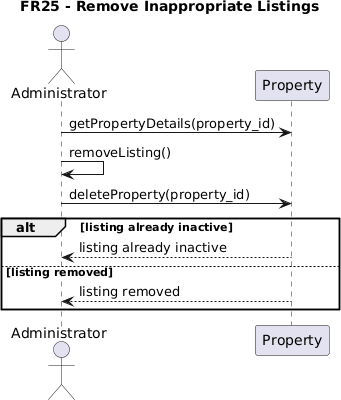 FR25 - Remove Inappropriate Listings
Administrator
Property
getPropertyDetails(property_id)
removeListing()
deleteProperty(property_id)
alt [listing already inactive]
listing already inactive
[listing removed]
listing removed
Administrator
Property